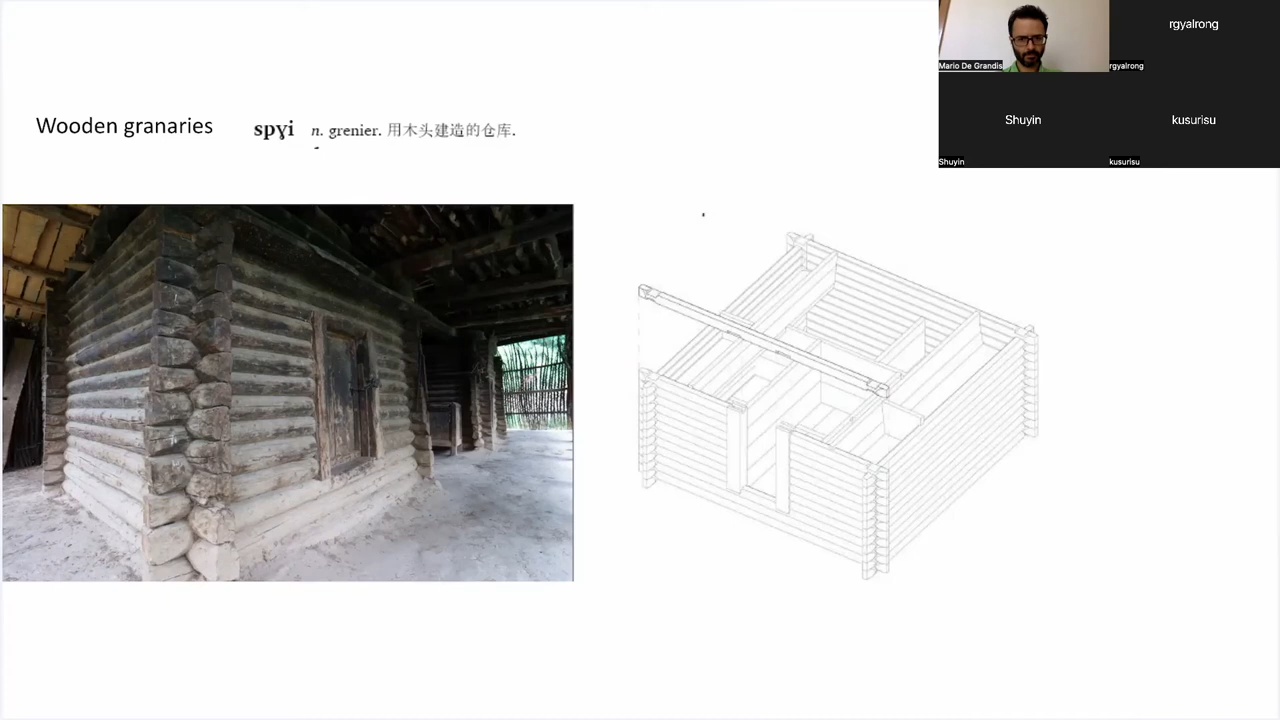 Wooden granaries
spɣi n. grenier. 用木头建造的仓库.
Mario De Grandis
rgyalrong
rgyalrong
Shuyin
Shuyin
kusurisu
kusurisu